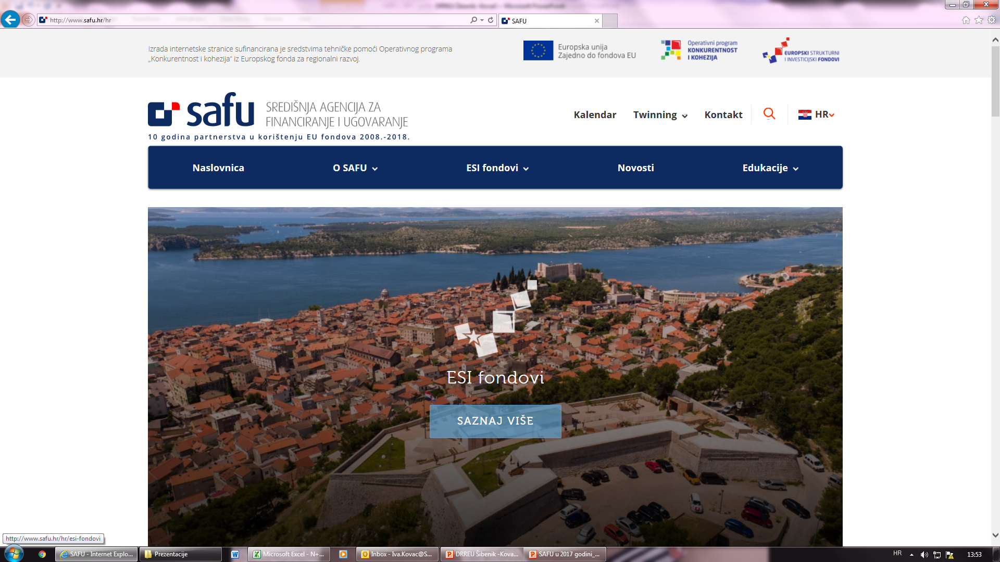 http://www.safu.hr/hr
SAFU
Izrada internetske stranice sufinancirana je sredstvima tehničke pomoći Operativnog programa
„Konkurentnost i kohezija“ iz Europskog fonda za regionalni razvoj.
Europska unija
Zajedno do fondova EU
Operativni program
KONKURENTNOST
I KOHEZIJA
EUROPSKI STRUKTURNI
I INVESTICIJSKI FONDOVI
safu
SREDIŠNJA AGENCIJA ZA
FINANCIRANJE I UGOVARANJE
10 godina partnerstva u korištenju EU fondova 2008.-2018.
Kalendar Twinning Kontakt HR
Naslovnica O SAFU ESI fondovi Novosti Edukacije
ESI fondovi
SAZNAJ VIŠE
http://www.safu.hr/hr/esi-fondovi
SAFU - Internet Explo... Prezentacije Microsoft Excel - N+... Inbox - Iva.Kovac@S... DRREU Šibenik -Kova... SAFU u 2017 godini_... HR 13:53